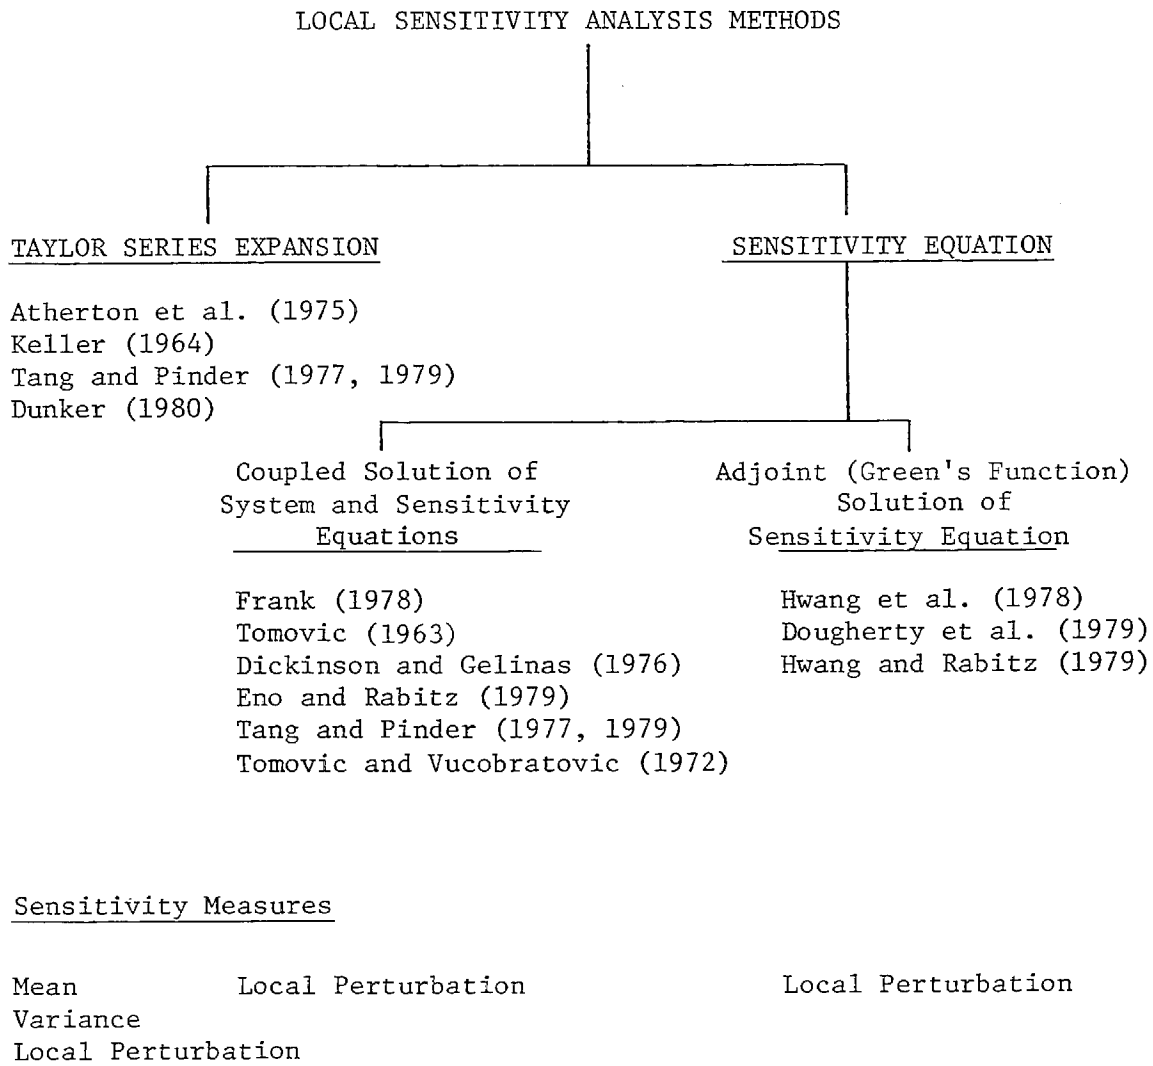 LOCAL SENSITIVITY ANALYSIS METHODS
TAYLOR SERIES EXPANSION
Atherton et al. (1975)
Keller (1964)
Tang and Pinder (1977, 1979)
Dunker (1980)
SENSITIVITY EQUATION
Coupled Solution of
System and Sensitivity
Equations
Frank (1978)
Tomovic (1963)
Dickinson and Gelinas (1976)
Eno and Rabitz (1979)
Tang and Pinder (1977, 1979)
Tomovic and Vucobratovic (1972)
Adjoint (Green's Function)
Solution of
Sensitivity Equation
Hwang et al. (1978)
Dougherty et al. (1979)
Hwang and Rabitz (1979)
Sensitivity Measures
Mean
Variance
Local Perturbation
Local Perturbation
Local Perturbation